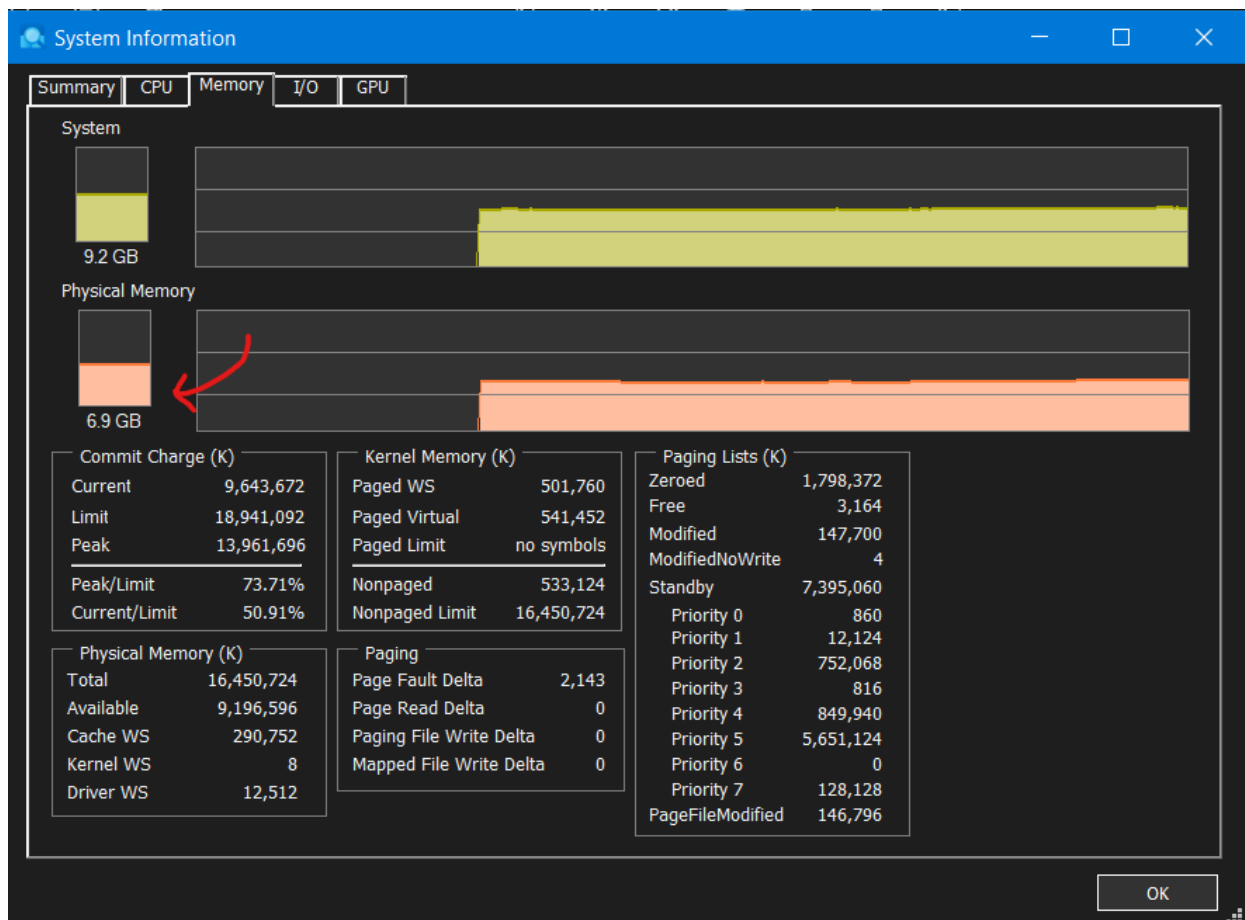 System Information
Summary CPU Memory I/O GPU
System
9.2 GB
Physical Memory
6.9 GB
Commit Charge (K)
Current 9,643,672
Limit 18,941,092
Peak 13,961,696
Peak/Limit 73.71%
Current/Limit 50.91%
Physical Memory (K)
Total 16,450,724
Available 9,196,596
Cache WS 290,752
Kernel WS 8
Driver WS 12,512
Kernel Memory (K)
Paged WS 501,760
Paged Virtual 541,452
Paged Limit no symbols
Nonpaged 533,124
Nonpaged Limit 16,450,724
Paging
Page Fault Delta 2,143
Page Read Delta 0
Paging File Write Delta 0
Mapped File Write Delta 0
Paging Lists (K)
Zeroed 1,798,372
Free 3,164
Modified 147,700
ModifiedNoWrite 4
Standby 7,395,060
Priority 0 860
Priority 1 12,124
Priority 2 752,068
Priority 3 816
Priority 4 849,940
Priority 5 5,651,124
Priority 6 0
Priority 7 128,128
PageFileModified 146,796
OK